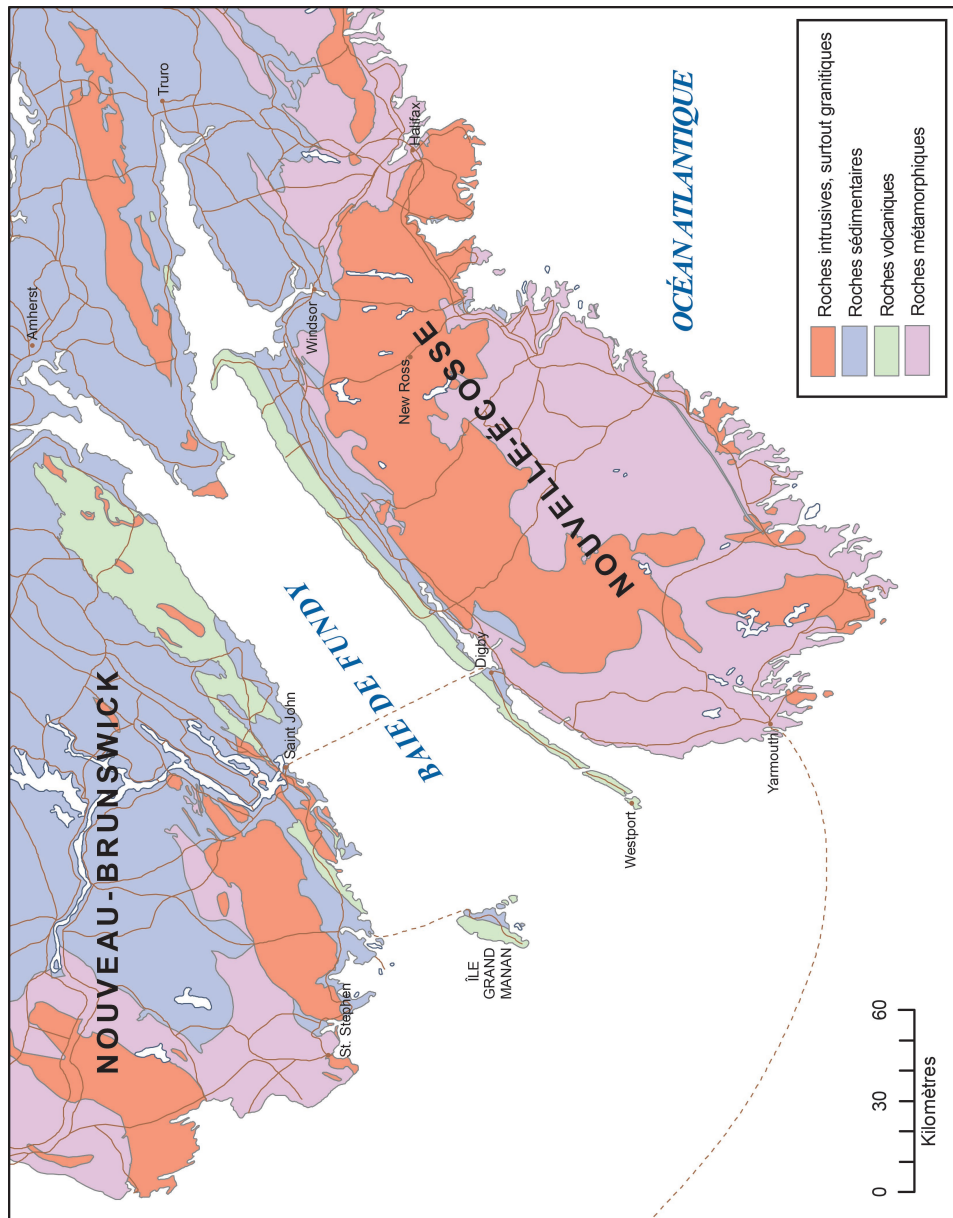 NOUVEAU-BRUNSWICK
Amherst
Truro
Saint John
St. Stephen
ÎLE
GRAND
MANAN
BAIE DE FUNDY
Windsor
Halifax
New Ross
NOUVELLE-ÉCOSSE
Digby
Westport
Yarmouth
OCÉAN ATLANTIQUE
0
30
60
Kilomètres
Roches intrusives, surtout granitiques
Roches sédimentaires
Roches volcaniques
Roches métamorphiques